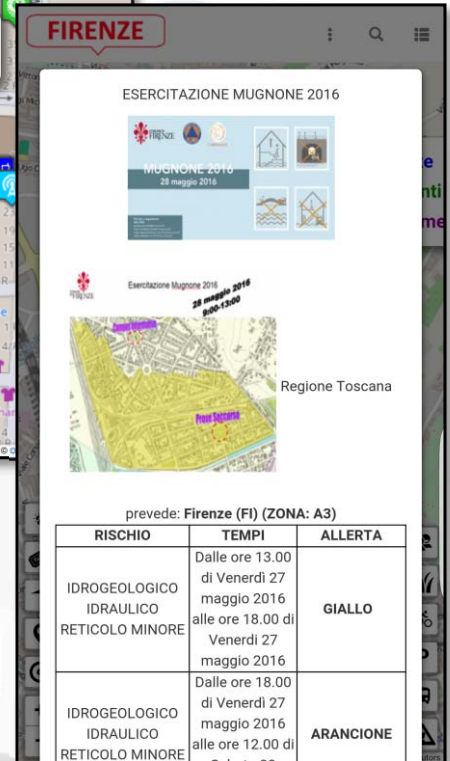 FIRENZE
ESERCITAZIONE MUGNONE 2016
FIRENZE
MUGNONE 2016
28 maggio 2016
Esercitazione Mugnone 2016
28 maggio 2016
9:00-13:00
Prove Soccorso
Regione Toscana
prevede: Firenze (FI) (ZONA: A3)
RISCHIO TEMPI ALLERTA
IDROGEOLOGICO
IDRAULICO
RETICOLO MINORE
Dalle ore 13.00
di Venerdì 27
maggio 2016
alle ore 18.00 di
Venerdi 27
maggio 2016
GIALLO
IDROGEOLOGICO
IDRAULICO
RETICOLO MINORE
Dalle ore 18.00
di Venerdì 27
maggio 2016
alle ore 12.00 di
ARANCIONE